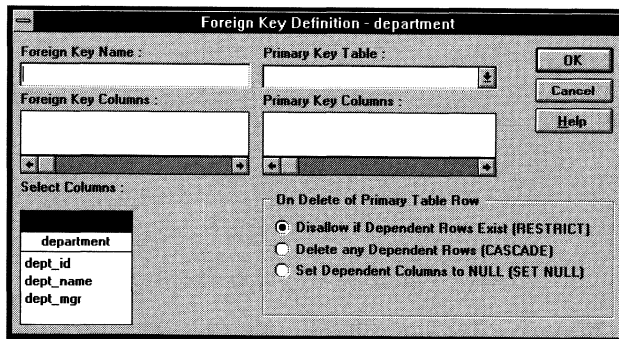 Foreign Key Definition - department
Foreign Key Name :
Primary Key Table :
OK
Cancel
Help
Foreign Key Columns :
Primary Key Columns :
Select Columns :
department
dept_id
dept_name
dept_mgr
On Delete of Primary Table Row
Disallow if Dependent Rows Exist (RESTRICT)
Delete any Dependent Rows (CASCADE)
Set Dependent Columns to NULL (SET NULL)